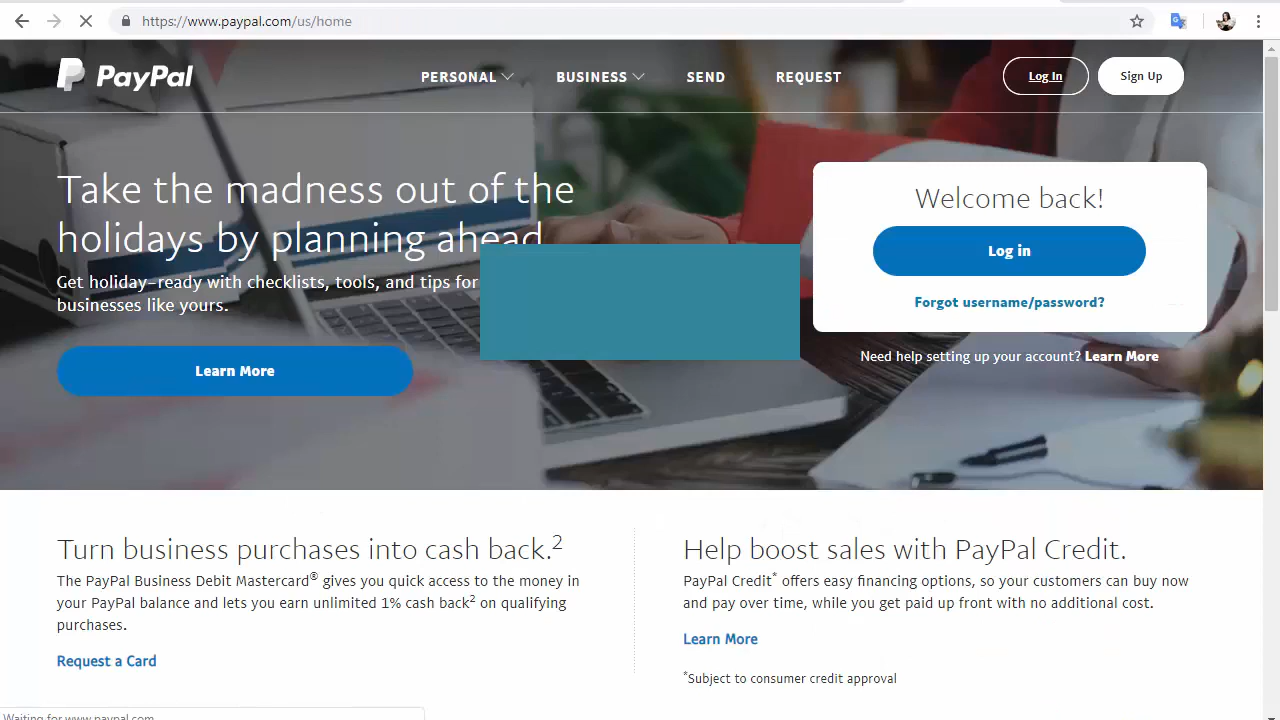 https://www.paypal.com/us/home
PayPal
PERSONAL BUSINESS SEND REQUEST
Log In Sign Up
Take the madness out of the
holidays by planning ahead
Get holiday-ready with checklists, tools, and tips for
businesses like yours.
Learn More
Welcome back!
Log in
Forgot username/password?
Need help setting up your account? Learn More
Turn business purchases into cash back.2
The PayPal Business Debit Mastercard® gives you quick access to the money in
your PayPal balance and lets you earn unlimited 1% cash back2 on qualifying
purchases.
Request a Card
Help boost sales with PayPal Credit.
PayPal Credit* offers easy financing options, so your customers can buy now
and pay over time, while you get paid up front with no additional cost.
Learn More
*Subject to consumer credit approval
Waiting for www.paypal.com